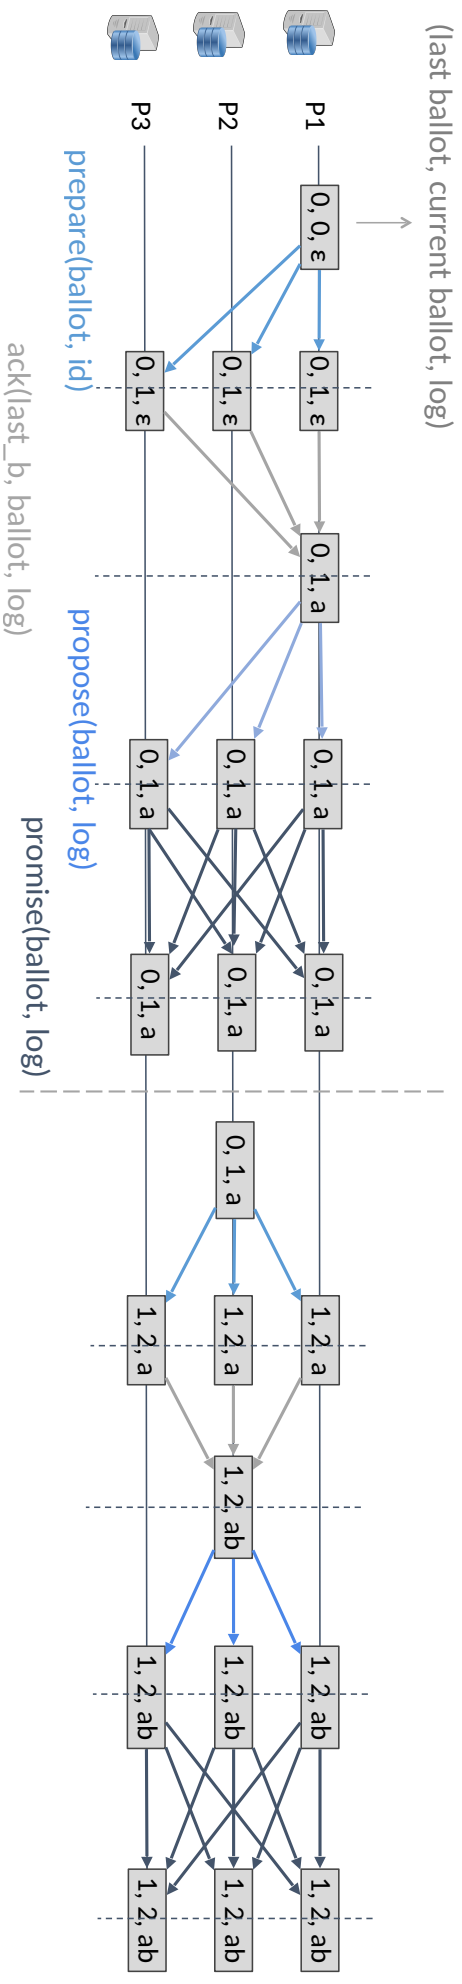 (last ballot, current ballot, log)
P1
P2
P3
0, 0, ε
prepare(ballot, id)
0, 1, ε
0, 1, ε
0, 1, ε
ack(last_b, ballot, log)
0, 1, a
propose(ballot, log)
0, 1, a
0, 1, a
0, 1, a
promise(ballot, log)
0, 1, a
0, 1, a
0, 1, a
0, 1, a
1, 2, a
1, 2, a
1, 2, a
1, 2, ab
1, 2, ab
1, 2, ab
1, 2, ab
1, 2, ab
1, 2, ab
1, 2, ab